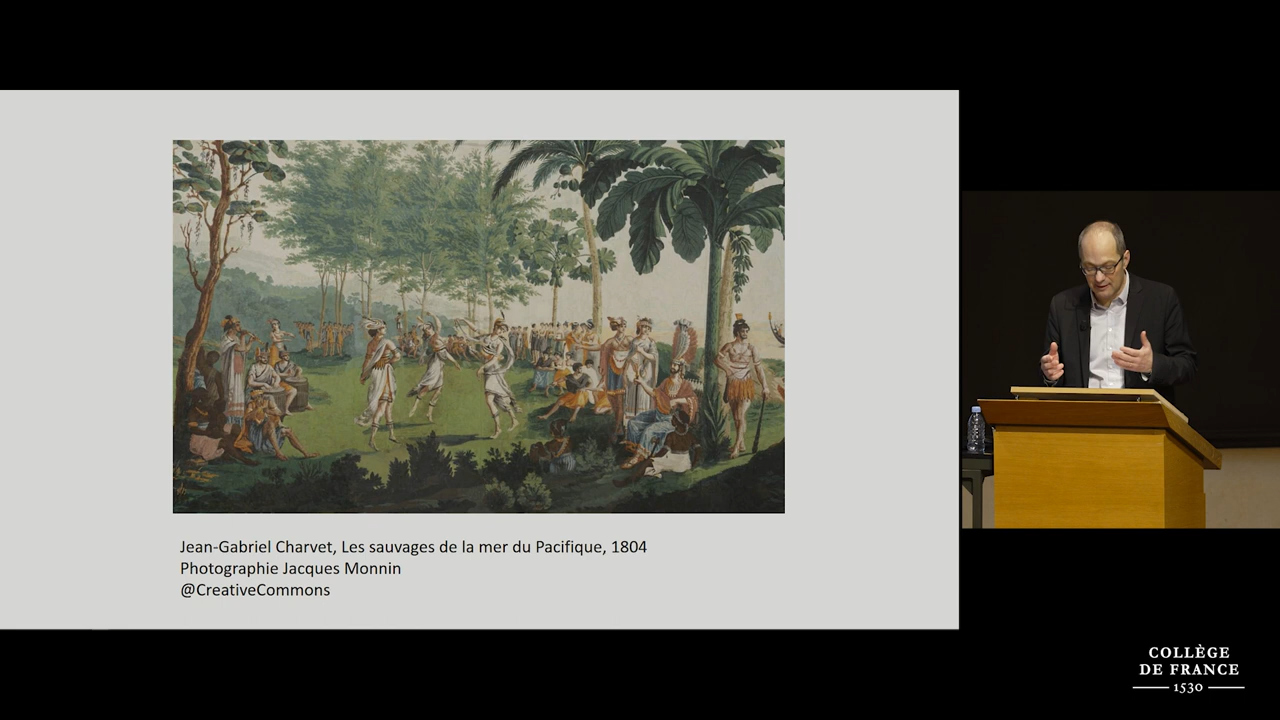 Jean-Gabriel Charvet, Les sauvages de la mer du Pacifique, 1804
Photographie Jacques Monnin
@CreativeCommons
COLLÈGE
DE FRANCE
1530